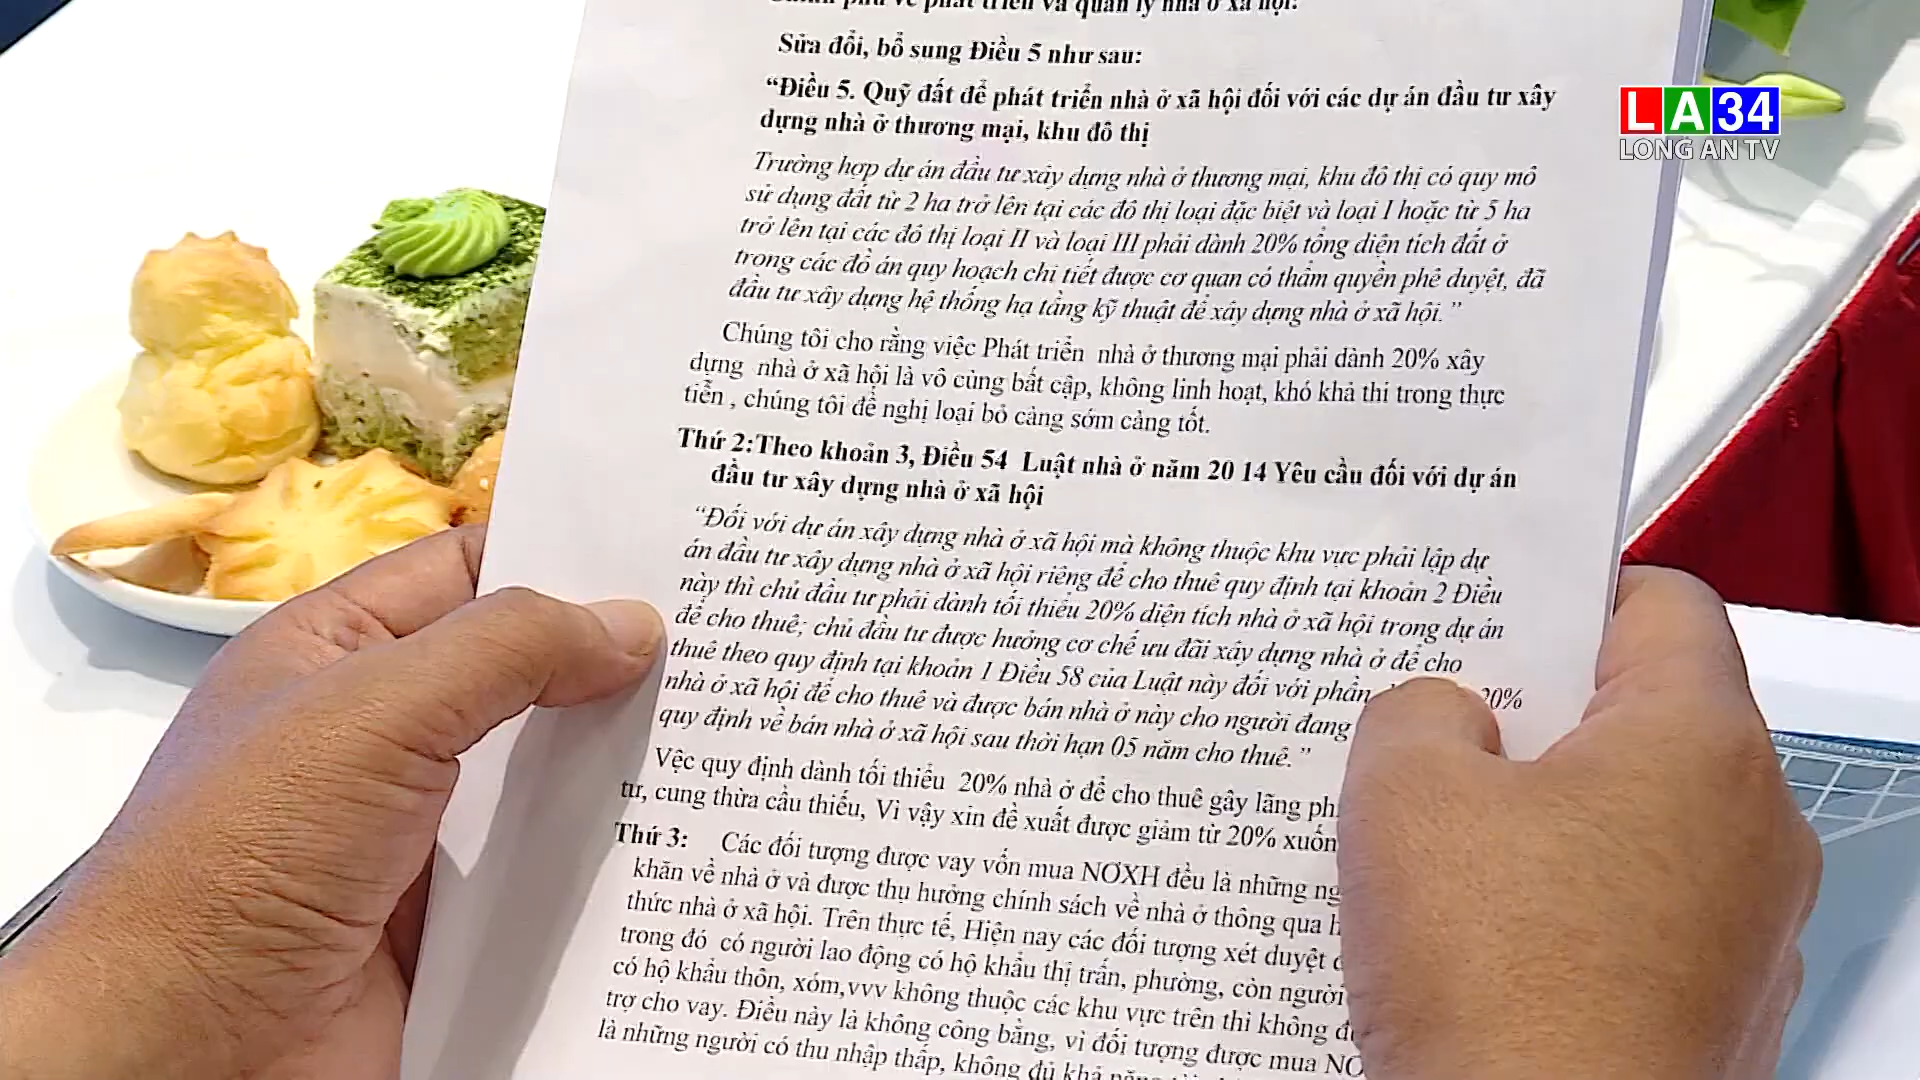 phát triển và quản lý nhà ở xã hội.
Sửa đổi, bổ sung Điều 5 như sau:
“Điều 5. Quỹ đất để phát triển nhà ở xã hội đối với các dự án đầu tư xây
dựng nhà ở thương mại, khu đô thị
Trường hợp dự án đầu tư xây dựng nhà ở thương mại, khu đô thị có quy mô
sử dụng đất từ 2 ha trở lên tại các đô thị loại đặc biệt và loại I hoặc từ 5 ha
trở lên tại các đô thị loại II và loại III phải dành 20% tổng diện tích đất ở
trong các đồ án quy hoạch chi tiết được cơ quan có thẩm quyền phê duyệt, đã
đầu tư xây dựng hệ thống hạ tầng kỹ thuật để xây dựng nhà ở xã hội.”
Chúng tôi cho rằng việc Phát triển nhà ở thương mại phải dành 20% xây
dựng nhà ở xã hội là vô cùng bất cập, không linh hoạt, khó khả thi trong thực
tiễn , chúng tôi đề nghị loại bỏ càng sớm càng tốt.
Thứ 2:Theo khoản 3, Điều 54 Luật nhà ở năm 20 14 Yêu cầu đối với dự án
đầu tư xây dựng nhà ở xã hội
“Đối với dự án xây dựng nhà ở xã hội mà không thuộc khu vực phải lập dự
án đầu tư xây dựng nhà ở xã hội riêng để cho thuê quy định tại khoản 2 Điều
này thì chủ đầu tư phải dành tối thiểu 20% diện tích nhà ở xã hội trong dự án
để cho thuê; chủ đầu tư được hưởng cơ chế ưu đãi xây dựng nhà ở để cho
thuê theo quy định tại khoản 1 Điều 58 của Luật này đối với phần 20%
nhà ở xã hội để cho thuê và được bán nhà ở này cho người đang
quy định về bán nhà ở xã hội sau thời hạn 05 năm cho thuê.”
Vệc quy định dành tối thiểu 20% nhà ở để cho thuê gây lãng
tư, cung thừa cầu thiếu, Vi vậy xin đề xuất được giảm từ 20%
Thứ 3: Các đối tượng được vay vốn mua NƠXH đều là những
khăn về nhà ở và được thụ hưởng chính sách về nhà ở thông qua
thức nhà ở xã hội. Trên thực tế, Hiện nay các đối tượng xét duyệt
trong đó có người lao động có hộ khẩu thị trấn, phường, còn người
có hộ khẩu thôn, xóm,vvv không thuộc các khu vực trên thì không
trợ cho vay. Điều này là không công bằng, vì đối tượng được mua
là những người có thu nhập thấp, không đủ khả
LA34
LONG AN TV